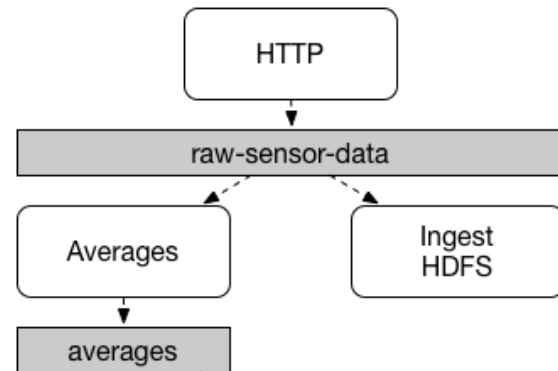 HTTP
raw-sensor-data
Averages
Ingest
HDFS
averages